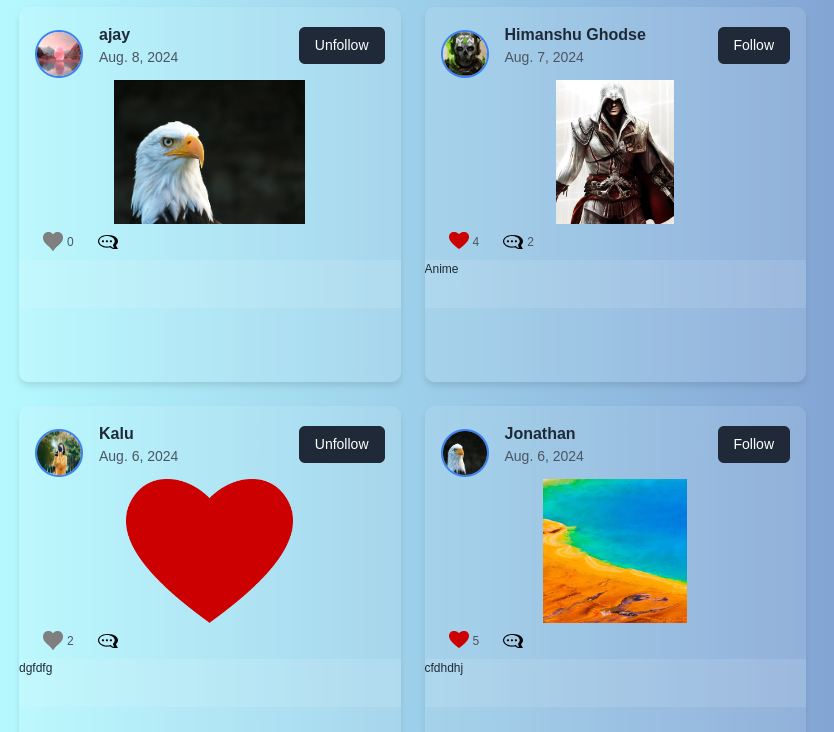 ajay
Aug. 8, 2024
Unfollow
0
Himanshu Ghodse
Aug. 7, 2024
Follow
4
2
Anime
Kalu
Aug. 6, 2024
Unfollow
2
dgfdfg
Jonathan
Aug. 6, 2024
Follow
5
cfdhdhj